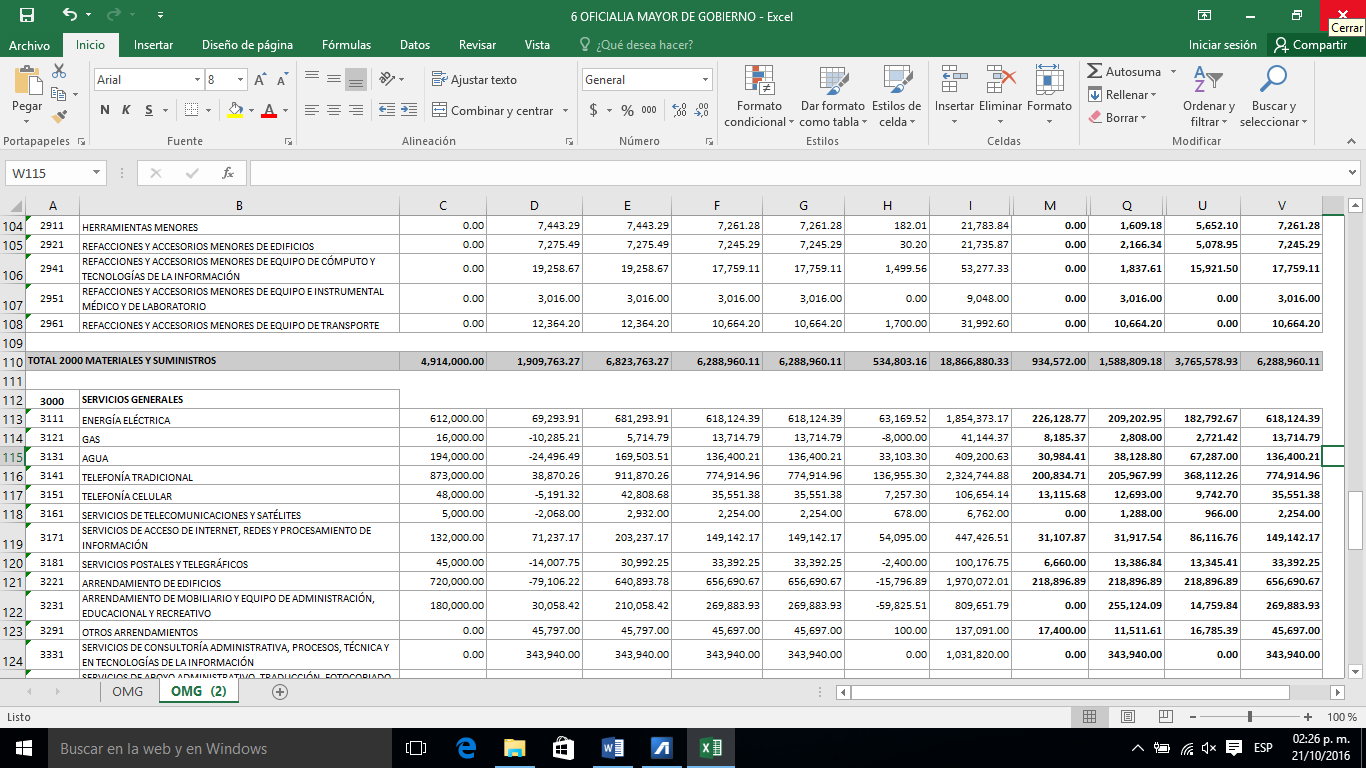 6 OFICIALIA MAYOR DE GOBIERNO - Excel
Cerrar
Archivo Inicio Insertar Diseño de página Fórmulas Datos Revisar Vista ¿Qué desea hacer? Iniciar sesión Compartir
Pegar
Arial 8
N K S
Ajustar texto
Combinar y centrar
General
$ % 000
Formato condicional
Dar formato como tabla
Estilos de celda
Insertar Eliminar Formato
Autosuma
Rellenar
Borrar
Ordenar y filtrar
Buscar y seleccionar
Portapapeles Fuente Alineación Número Estilos Celdas Modificar
W115 fx
A B C D E F G H I M Q U V
104 2911 HERRAMIENTAS MENORES 0.00 7,443.29 7,443.29 7,261.28 7,261.28 182.01 21,783.84 0.00 1,609.18 5,652.10 7,261.28
105 2921 REFACCIONES Y ACCESORIOS MENORES DE EDIFICIOS 0.00 7,275.49 7,275.49 7,245.29 7,245.29 30.20 21,735.87 0.00 2,166.34 5,078.95 7,245.29
106 2941 REFACCIONES Y ACCESORIOS MENORES DE EQUIPO DE CÓMPUTO Y TECNOLOGÍAS DE LA INFORMACIÓN 0.00 19,258.67 19,258.67 17,759.11 17,759.11 1,499.56 53,277.33 0.00 1,837.61 15,921.50 17,759.11
107 2951 REFACCIONES Y ACCESORIOS MENORES DE EQUIPO E INSTRUMENTAL MÉDICO Y DE LABORATORIO 0.00 3,016.00 3,016.00 3,016.00 3,016.00 0.00 9,048.00 0.00 3,016.00 0.00 3,016.00
108 2961 REFACCIONES Y ACCESORIOS MENORES DE EQUIPO DE TRANSPORTE 0.00 12,364.20 12,364.20 10,664.20 10,664.20 1,700.00 31,992.60 0.00 10,664.20 0.00 10,664.20
109
110 TOTAL 2000 MATERIALES Y SUMINISTROS 4,914,000.00 1,909,763.27 6,823,763.27 6,288,960.11 6,288,960.11 534,803.16 18,866,880.33 934,572.00 1,588,809.18 3,765,578.93 6,288,960.11
111
112 3000 SERVICIOS GENERALES
113 3111 ENERGÍA ELÉCTRICA 612,000.00 69,293.91 681,293.91 618,124.39 618,124.39 63,169.52 1,854,373.17 226,128.77 209,202.95 182,792.67 618,124.39
114 3121 GAS 16,000.00 -10,285.21 5,714.79 13,714.79 13,714.79 -8,000.00 41,144.37 8,185.37 2,808.00 2,721.42 13,714.79
115 3131 AGUA 194,000.00 -24,496.49 169,503.51 136,400.21 136,400.21 33,103.30 409,200.63 30,984.41 38,128.80 67,287.00 136,400.21
116 3141 TELEFONÍA TRADICIONAL 873,000.00 38,870.26 911,870.26 774,914.96 774,914.96 136,955.30 2,324,744.88 200,834.71 205,967.99 368,112.26 774,914.96
117 3151 TELEFONÍA CELULAR 48,000.00 -5,191.32 42,808.68 35,551.38 35,551.38 7,257.30 106,654.14 13,115.68 12,693.00 9,742.70 35,551.38
118 3161 SERVICIOS DE TELECOMUNICACIONES Y SATÉLITES 5,000.00 -2,068.00 2,932.00 2,254.00 2,254.00 678.00 6,762.00 0.00 1,288.00 966.00 2,254.00
119 3171 SERVICIOS DE ACCESO DE INTERNET, REDES Y PROCESAMIENTO DE INFORMACIÓN 132,000.00 71,237.17 203,237.17 149,142.17 149,142.17 54,095.00 447,426.51 31,107.87 31,917.54 86,116.76 149,142.17
120 3181 SERVICIOS POSTALES Y TELEGRÁFICOS 45,000.00 -14,007.75 30,992.25 33,392.25 33,392.25 -2,400.00 100,176.75 6,660.00 13,386.84 13,345.41 33,392.25
121 3221 ARRENDAMIENTO DE EDIFICIOS 720,000.00 -79,106.22 640,893.78 656,690.67 656,690.67 -15,796.89 1,970,072.01 218,896.89 218,896.89 218,896.89 656,690.67
122 3231 ARRENDAMIENTO DE MOBILIARIO Y EQUIPO DE ADMINISTRACIÓN, EDUCACIONAL Y RECREATIVO 180,000.00 30,058.42 210,058.42 269,883.93 269,883.93 -59,825.51 809,651.79 0.00 255,124.09 14,759.84 269,883.93
123 3291 OTROS ARRENDAMIENTOS 0.00 45,797.00 45,797.00 45,697.00 45,697.00 100.00 137,091.00 17,400.00 11,511.61 16,785.39 45,697.00
124 3331 SERVICIOS DE CONSULTORÍA ADMINISTRATIVA, PROCESOS, TÉCNICA Y EN TECNOLOGÍAS DE LA INFORMACIÓN 0.00 343,940.00 343,940.00 343,940.00 343,940.00 0.00 1,031,820.00 0.00 343,940.00 0.00 343,940.00
SERVICIOS DE APOYO ADMINISTRATIVO, TRADUCCIÓN, FOTOCOPIADO
OMG OMG (2)
Listo 100 %
Buscar en la web y en Windows
ESP
02:26 p. m.
21/10/2016